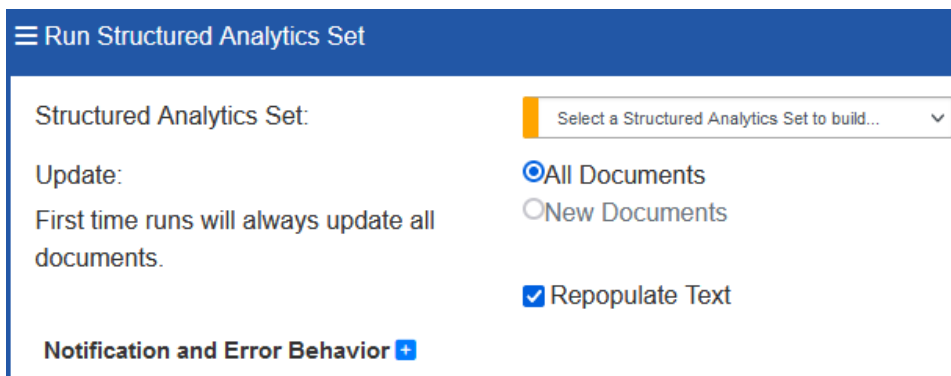 Run Structured Analytics Set
Structured Analytics Set:
Select a Structured Analytics Set to build...
Update:
All Documents
First time runs will always update all
documents.
New Documents
Repopulate Text
Notification and Error Behavior